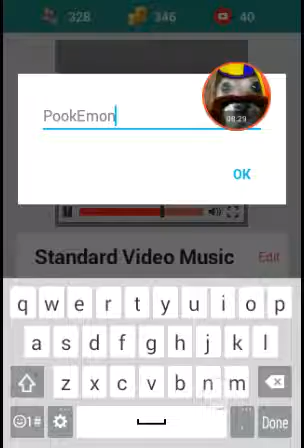 328 346 40
PookEmon
08:29
OK
Standard Video Music Edit
q w e r t y u i o p
a s d f g h j k l
z x c v b n m
1# . Done